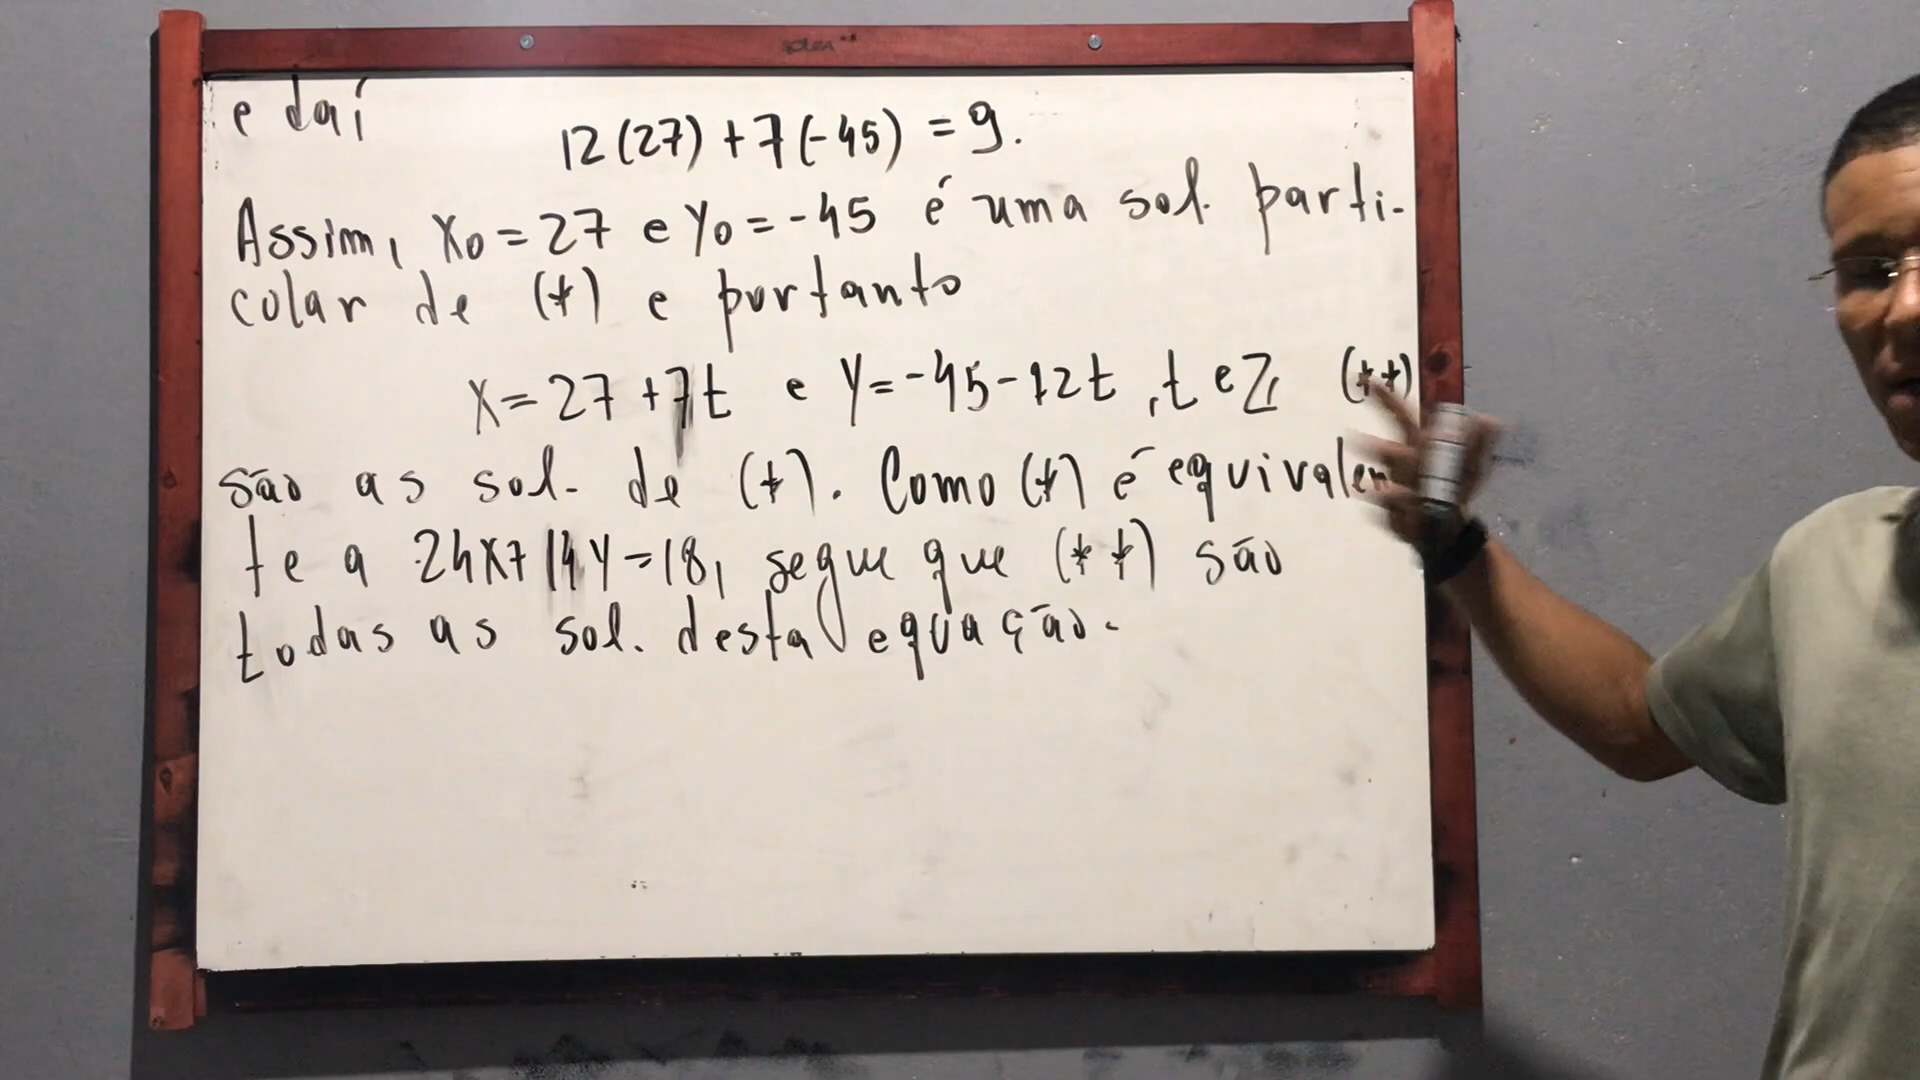 e daí
12(27) + 7(-45) = 9.
Assim, x₀ = 27 e y₀ = -45 é uma sol. parti-
cular de (*) e portanto
x = 27 + 7t e y = -45 - 12t, t ∈ ℤ (**)
são as sol. de (*). Como (*) é equivalen
te a 24x + 14y = 18, segue que (**) são
todas as sol. desta equação.